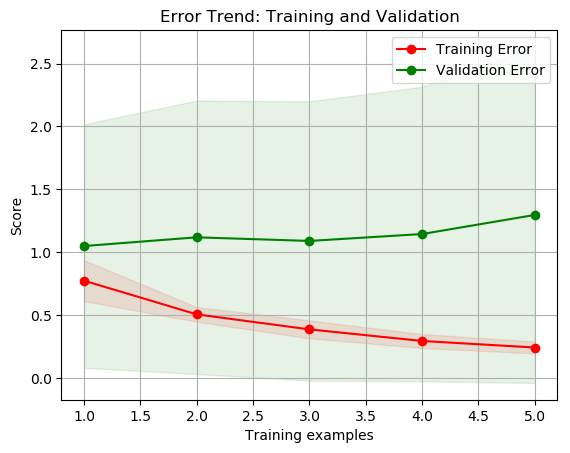 Error Trend: Training and Validation
Training Error
Validation Error
2.5
2.0
1.5
1.0
0.5
0.0
Score
1.0 1.5 2.0 2.5 3.0 3.5 4.0 4.5 5.0
Training examples